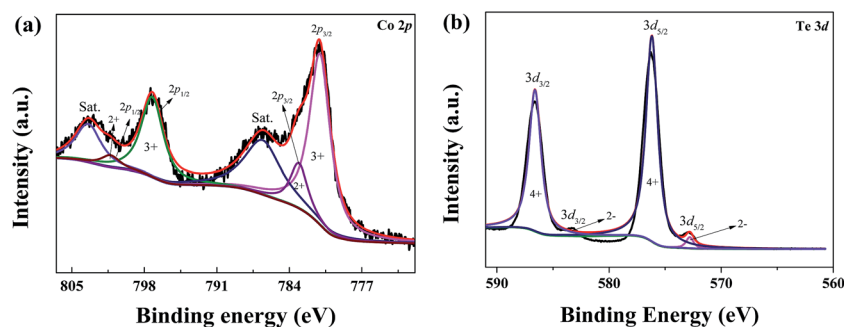 (a)
Co 2p
2p3/2
Sat.
2+
2p1/2
2p1/2
3+
Sat.
2p3/2
3+
2+
Intensity (a.u.)
805 798 791 784 777
Binding energy (eV)
(b)
Te 3d
3d5/2
3d3/2
4+
4+
3d3/2
2-
3d5/2
2-
Intensity (a.u.)
590 580 570 560
Binding Energy (eV)